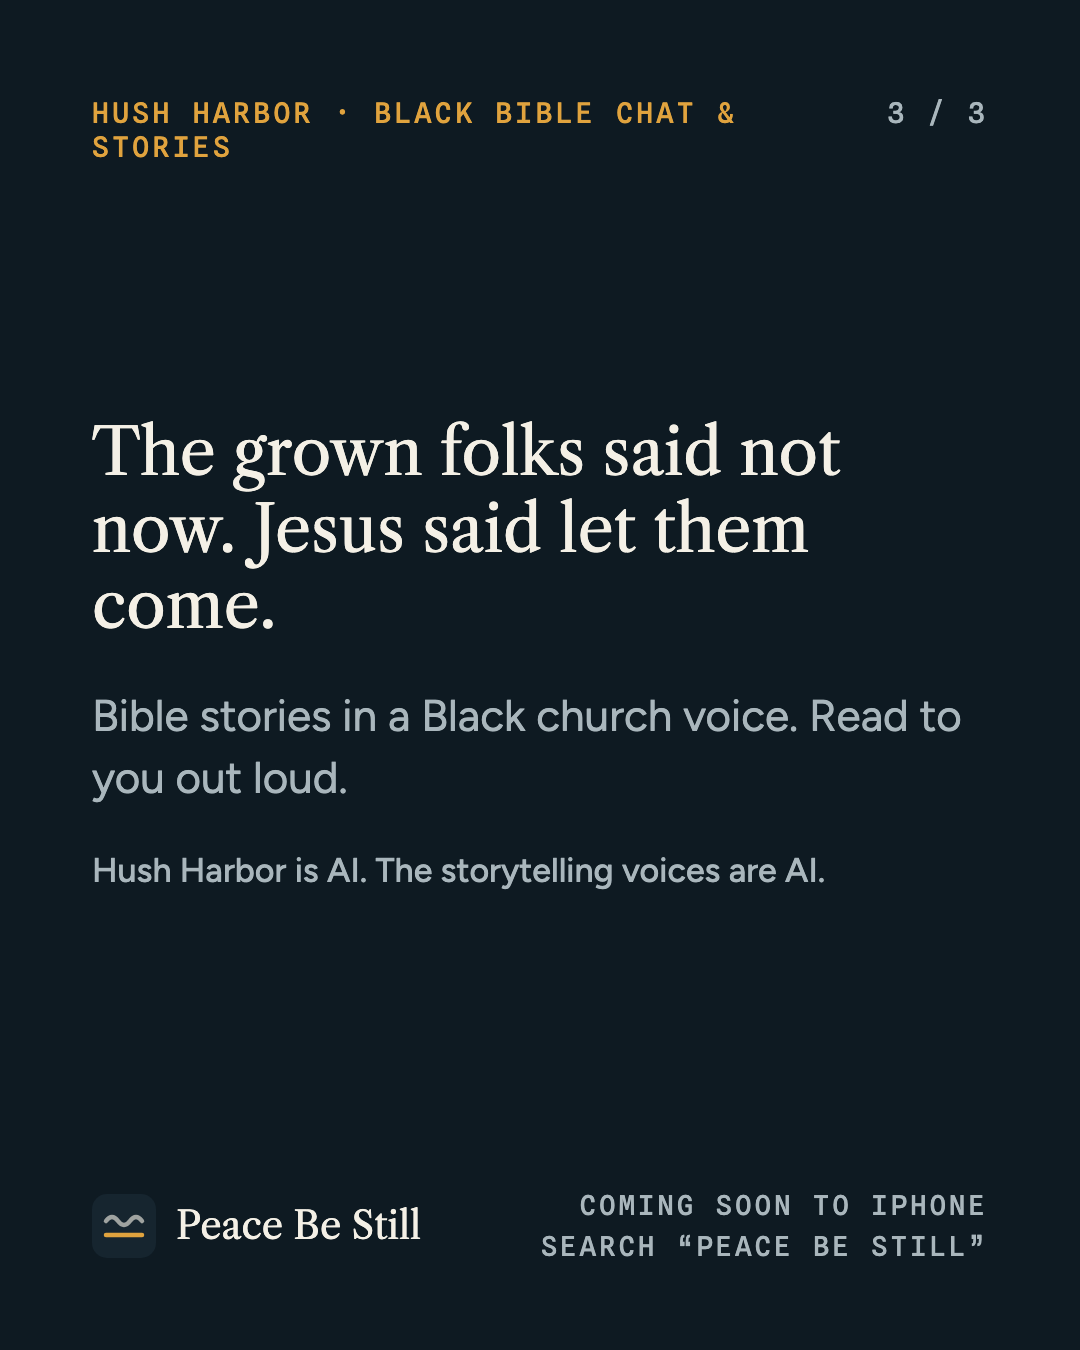 HUSH HARBOR · BLACK BIBLE CHAT &
STORIES
3 / 3
The grown folks said not
now. Jesus said let them
come.
Bible stories in a Black church voice. Read to
you out loud.
Hush Harbor is AI. The storytelling voices are AI.
Peace Be Still
COMING SOON TO IPHONE
SEARCH “PEACE BE STILL”